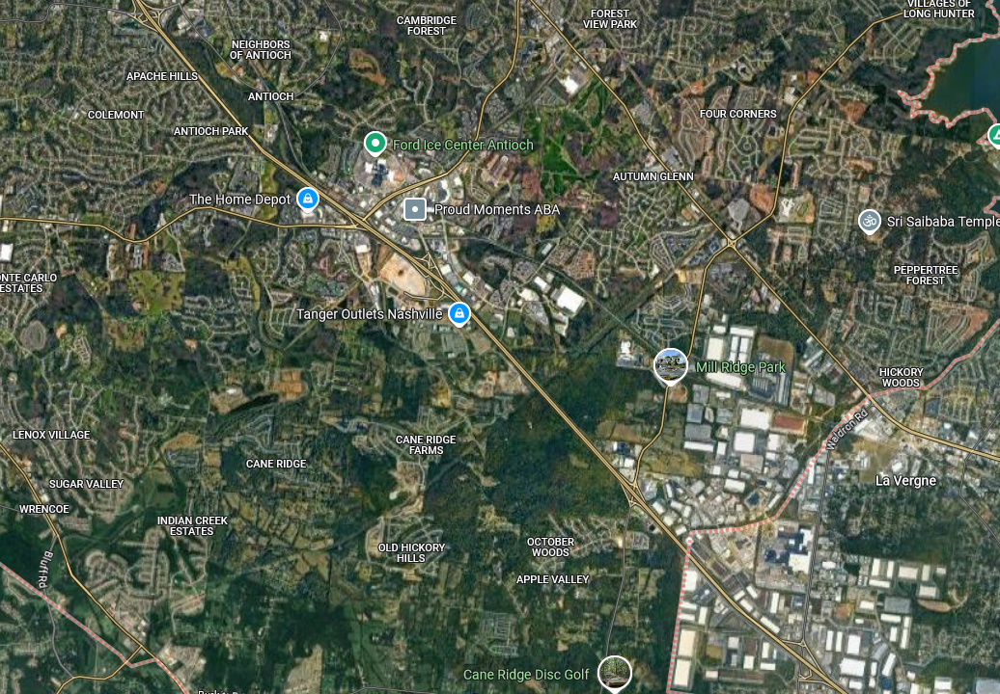 VILLAGES OF
LONG HUNTER
CAMBRIDGE
FOREST
FOREST
VIEW PARK
NEIGHBORS
OF ANTIOCH
APACHE HILLS
ANTIOCH
COLEMONT
FOUR CORNERS
ANTIOCH PARK
Ford Ice Center Antioch
AUTUMN GLENN
The Home Depot
Proud Moments ABA
Sri Saibaba Temple
PEPPERTREE
FOREST
ONTE CARLO
ESTATES
Tanger Outlets Nashville
Mill Ridge Park
HICKORY
WOODS
Waldron Rd
LENOX VILLAGE
CANE RIDGE
FARMS
CANE RIDGE
La Vergne
SUGAR VALLEY
WRENCOE
INDIAN CREEK
ESTATES
OLD HICKORY
HILLS
OCTOBER
WOODS
Bluff Rd
APPLE VALLEY
Cane Ridge Disc Golf